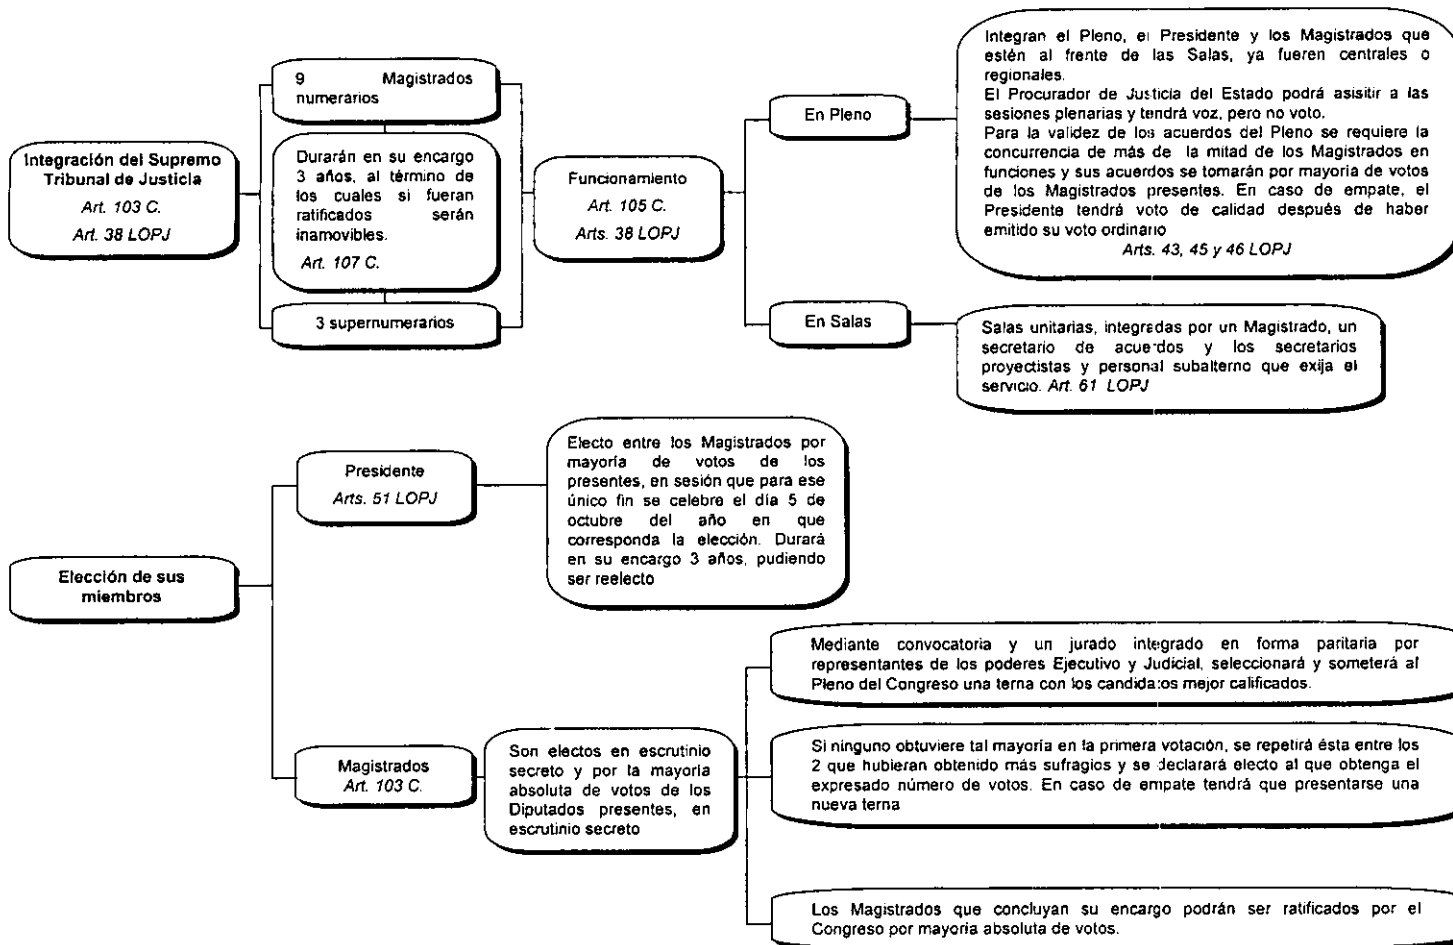 Integración del Supremo
Tribunal de Justicia
Art. 103 C.
Art. 38 LOPJ
9 Magistrados
numerarios
Durarán en su encargo
3 años, al término de
los cuales si fueran
ratificados serán
inamovibles.
Art. 107 C.
3 supernumerarios
Funcionamiento
Art. 105 C.
Arts. 38 LOPJ
En Pleno
Integran el Pleno, el Presidente y los Magistrados que
estén al frente de las Salas, ya fueren centrales o
regionales.
El Procurador de Justicia del Estado podrá asisitir a las
sesiones plenarias y tendrá voz, pero no voto.
Para la validez de los acuerdos del Pleno se requiere la
concurrencia de más de la mitad de los Magistrados en
funciones y sus acuerdos se tomarán por mayoría de votos
de los Magistrados presentes. En caso de empate, el
Presidente tendrá voto de calidad después de haber
emitido su voto ordinario
Arts. 43, 45 y 46 LOPJ
En Salas
Salas unitarias, integradas por un Magistrado, un
secretario de acuerdos y los secretarios
proyectistas y personal subalterno que exija el
servicio. Art. 61 LOPJ
Elección de sus
miembros
Presidente
Arts. 51 LOPJ
Electo entre los Magistrados por
mayoría de votos de los
presentes, en sesión que para ese
único fin se celebre el día 5 de
octubre del año en que
corresponda la elección. Durará
en su encargo 3 años, pudiendo
ser reelecto
Magistrados
Art. 103 C.
Son electos en escrutinio
secreto y por la mayoría
absoluta de votos de los
Diputados presentes, en
escrutinio secreto
Mediante convocatoria y un jurado integrado en forma paritaria por
representantes de los poderes Ejecutivo y Judicial, seleccionará y someterá al
Pleno del Congreso una terna con los candidatos mejor calificados.
Si ninguno obtuviere tal mayoría en la primera votación, se repetirá ésta entre los
2 que hubieran obtenido más sufragios y se declarará electo al que obtenga el
expresado número de votos. En caso de empate tendrá que presentarse una
nueva terna
Los Magistrados que concluyan su encargo podrán ser ratificados por el
Congreso por mayoría absoluta de votos.